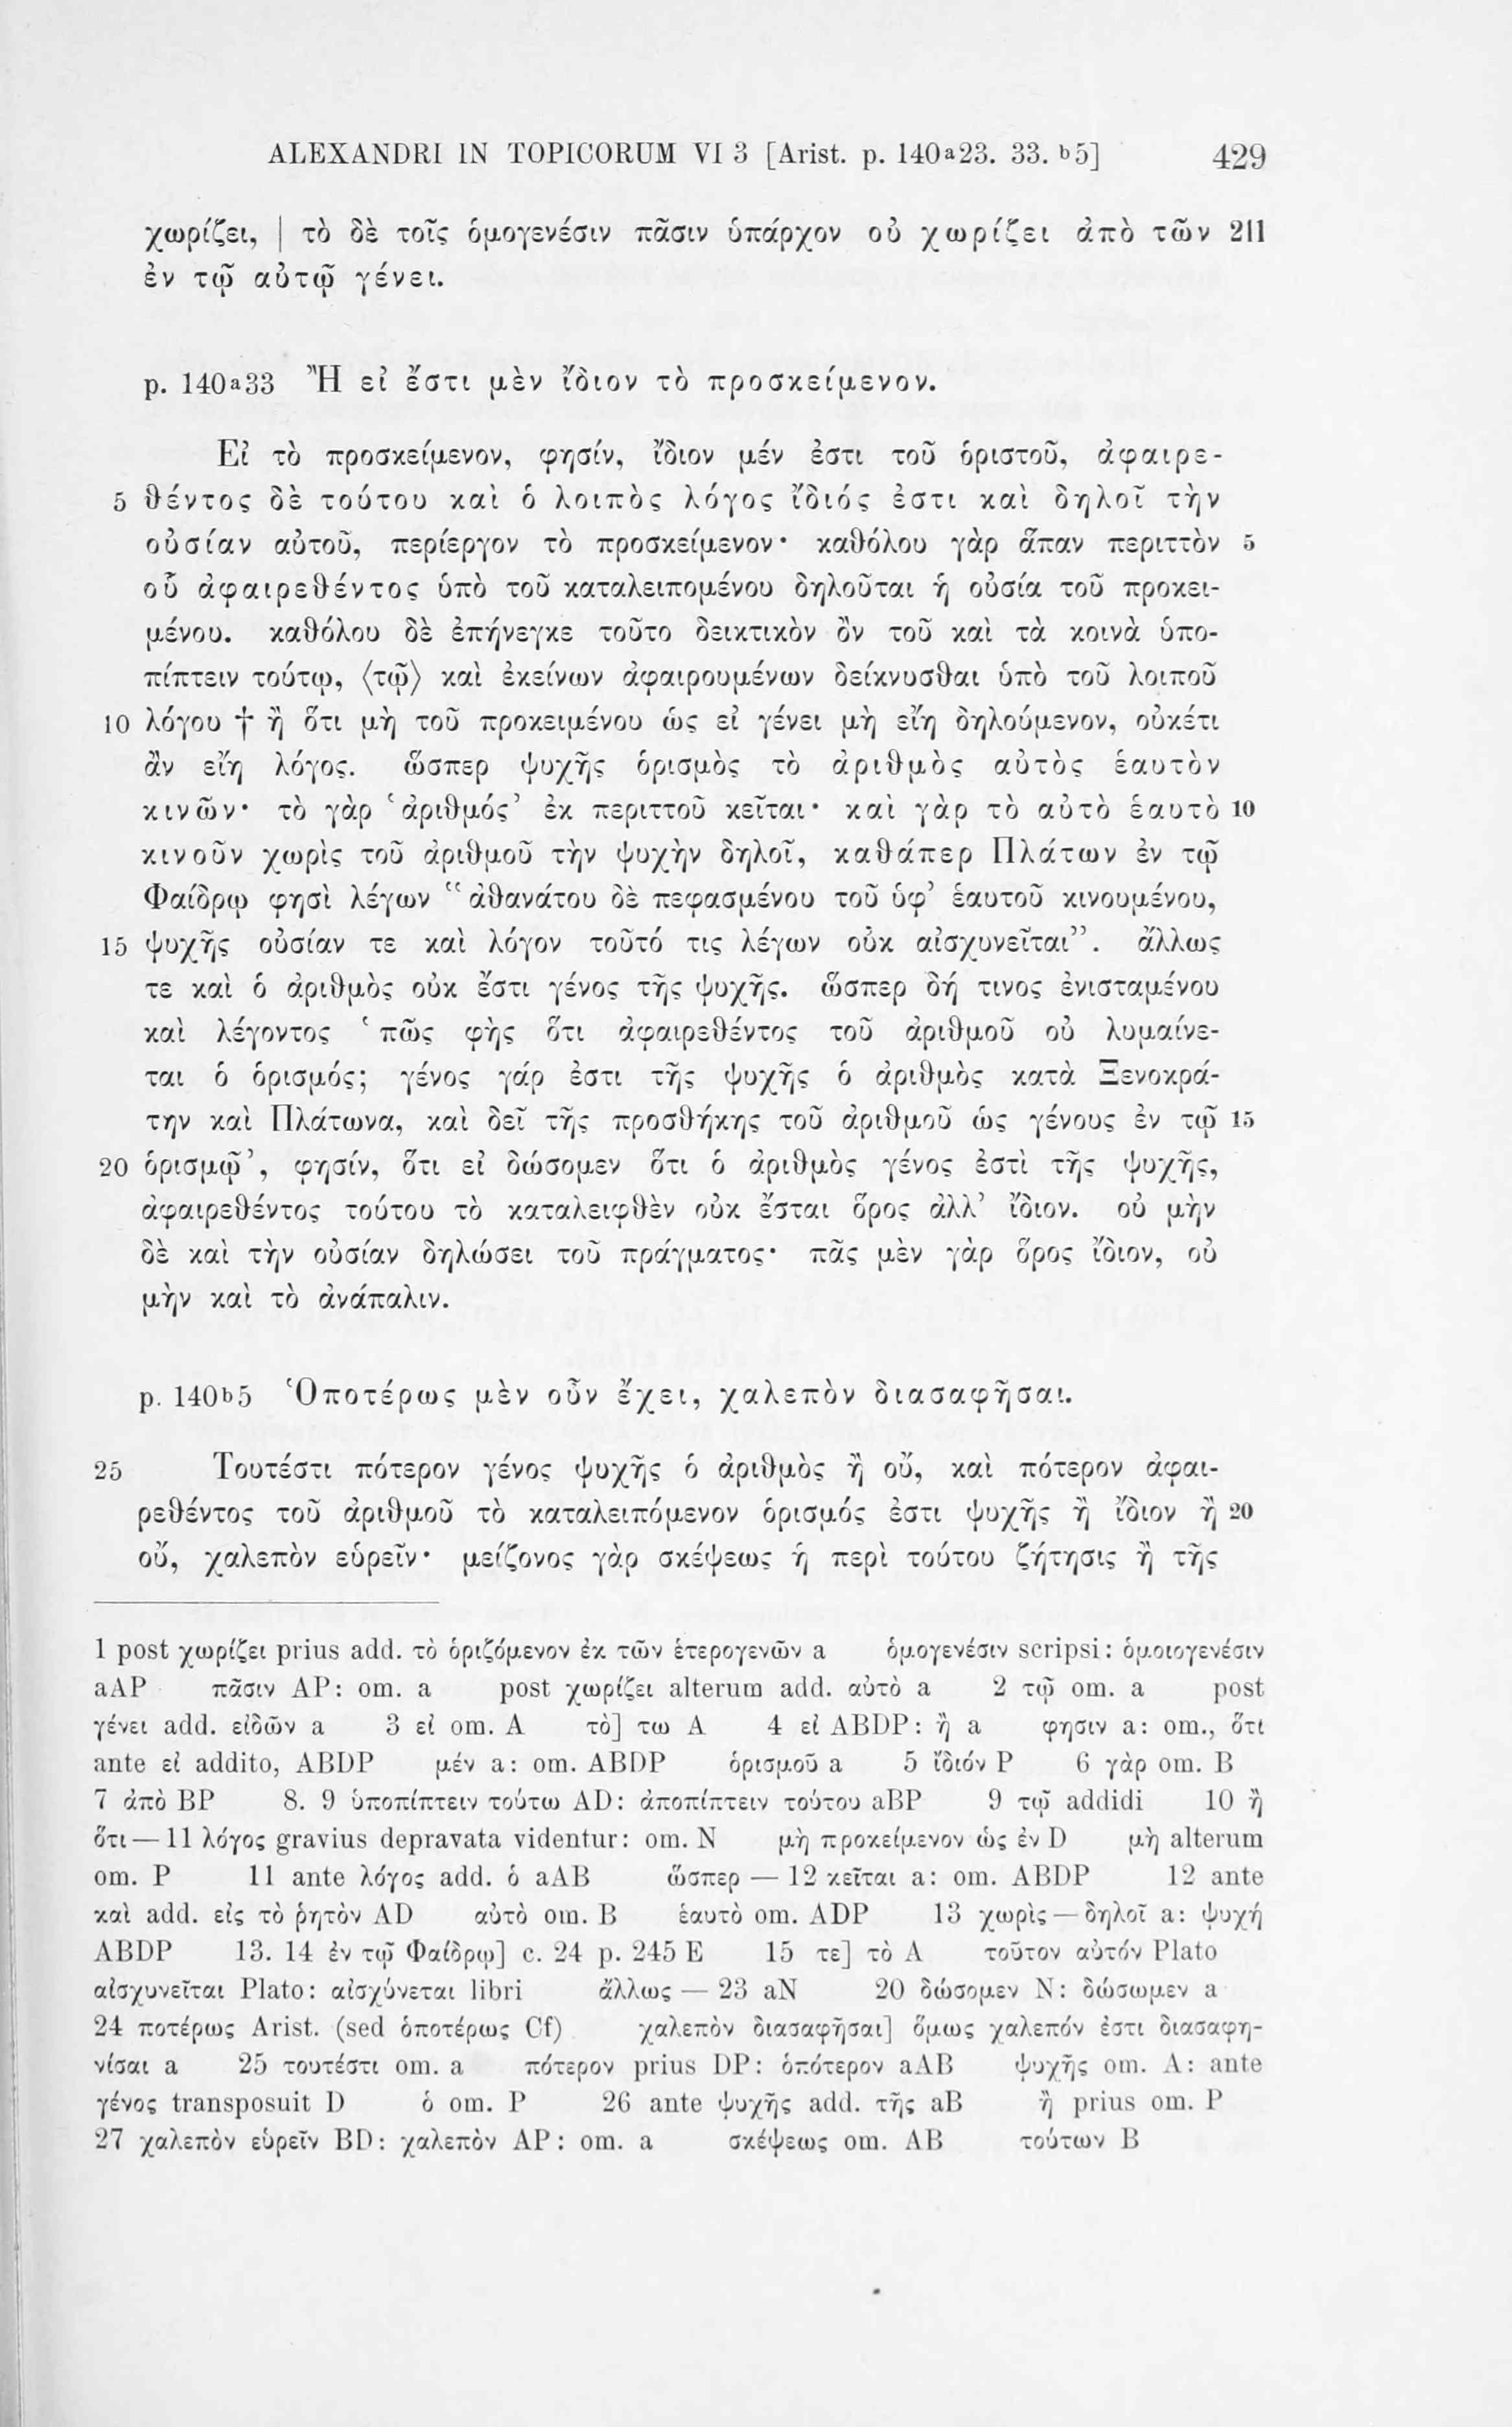 ALEXANDRI IN TOPICORUM VI 3 [Arist. p. 140a23. 33. b5] 429
χωρίζει, | τὸ δὲ τοῖς ὁμογενέσιν πᾶσιν ὑπάρχον οὐ χωρίζει ἀπὸ τῶν 211
ἐν τῷ αὐτῷ γένει.
p. 140a33 Ἢ εἰ ἔστι μὲν ἴδιον τὸ προσκείμενον.
Εἰ τὸ προσκείμενον, φησίν, ἴδιον μέν ἐστι τοῦ ὁριστοῦ, ἀφαιρε-
5 θέντος δὲ τούτου καὶ ὁ λοιπὸς λόγος ἴδιός ἐστι καὶ δηλοῖ τὴν
οὐσίαν αὐτοῦ, περίεργον τὸ προσκείμενον· καθόλου γὰρ ἅπαν περιττὸν 5
οὗ ἀφαιρεθέντος ὑπὸ τοῦ καταλειπομένου δηλοῦται ἡ οὐσία τοῦ προκει-
μένου. καθόλου δὲ ἐπήνεγκε τοῦτο δεικτικὸν ὂν τοῦ καὶ τὰ κοινὰ ὑπο-
πίπτειν τούτῳ, ⟨τῷ⟩ καὶ ἐκείνων ἀφαιρουμένων δείκνυσθαι ὑπὸ τοῦ λοιποῦ
10 λόγου † ἢ ὅτι μὴ τοῦ προκειμένου ὡς εἰ γένει μὴ εἴη δηλούμενον, οὐκέτι
ἂν εἴη λόγος. ὥσπερ ψυχῆς ὁρισμὸς τὸ ἀριθμὸς αὐτὸς ἑαυτὸν
κινῶν· τὸ γὰρ ‘ἀριθμός’ ἐκ περιττοῦ κεῖται· καὶ γὰρ τὸ αὐτὸ ἑαυτὸ 10
κινοῦν χωρὶς τοῦ ἀριθμοῦ τὴν ψυχὴν δηλοῖ, καθάπερ Πλάτων ἐν τῷ
Φαίδρῳ φησὶ λέγων “ἀθανάτου δὲ πεφασμένου τοῦ ὑφ’ ἑαυτοῦ κινουμένου,
15 ψυχῆς οὐσίαν τε καὶ λόγον τοῦτό τις λέγων οὐκ αἰσχυνεῖται”. ἄλλως
τε καὶ ὁ ἀριθμὸς οὐκ ἔστι γένος τῆς ψυχῆς. ὥσπερ δή τινος ἐνισταμένου
καὶ λέγοντος ‘πῶς φῂς ὅτι ἀφαιρεθέντος τοῦ ἀριθμοῦ οὐ λυμαίνε-
ται ὁ ὁρισμός; γένος γάρ ἐστι τῆς ψυχῆς ὁ ἀριθμὸς κατὰ Ξενοκρά-
την καὶ Πλάτωνα, καὶ δεῖ τῆς προσθήκης τοῦ ἀριθμοῦ ὡς γένους ἐν τῷ 15
20 ὁρισμῷ’, φησίν, ὅτι εἰ δώσομεν ὅτι ὁ ἀριθμὸς γένος ἐστὶ τῆς ψυχῆς,
ἀφαιρεθέντος τούτου τὸ καταλειφθὲν οὐκ ἔσται ὅρος ἀλλ’ ἴδιον. οὐ μὴν
δὲ καὶ τὴν οὐσίαν δηλώσει τοῦ πράγματος· πᾶς μὲν γὰρ ὅρος ἴδιον, οὐ
μὴν καὶ τὸ ἀνάπαλιν.
p. 140b5 Ὁποτέρως μὲν οὖν ἔχει, χαλεπὸν διασαφῆσαι.
25 Τουτέστι πότερον γένος ψυχῆς ὁ ἀριθμὸς ἢ οὔ, καὶ πότερον ἀφαι-
ρεθέντος τοῦ ἀριθμοῦ τὸ καταλειπόμενον ὁρισμός ἐστι ψυχῆς ἢ ἴδιον ἢ 20
οὔ, χαλεπὸν εὑρεῖν· μείζονος γὰρ σκέψεως ἡ περὶ τούτου ζήτησις ἢ τῆς
1 post χωρίζει prius add. τὸ ὁριζόμενον ἐκ τῶν ἑτερογενῶν a ὁμογενέσιν scripsi: ὁμοιογενέσιν
aAP πᾶσιν AP: om. a post χωρίζει alterum add. αὐτὸ a 2 τῷ om. a post
γένει add. εἰδῶν a 3 εἰ om. A τὸ] τω A 4 εἰ ABDP: ἢ a φησιν a: om., ὅτι
ante εἰ addito, ABDP μέν a: om. ABDP ὁρισμοῦ a 5 ἴδιόν P 6 γὰρ om. B
7 ἀπὸ BP 8. 9 ὑποπίπτειν τούτω AD: ἀποπίπτειν τούτου aBP 9 τῷ addidi 10 ἢ
ὅτι — 11 λόγος gravius depravata videntur: om. N μὴ προκείμενον ὡς ἐν D μὴ alterum
om. P 11 ante λόγος add. ὁ aAB ὥσπερ — 12 κεῖται a: om. ABDP 12 ante
καὶ add. εἰς τὸ ῥητὸν AD αὐτὸ om. B ἑαυτὸ om. ADP 13 χωρὶς — δηλοῖ a: ψυχή
ABDP 13. 14 ἐν τῷ Φαίδρῳ] c. 24 p. 245 E 15 τε] τὸ A τοῦτον αὐτόν Plato
αἰσχυνεῖται Plato: αἰσχύνεται libri ἄλλως — 23 aN 20 δώσομεν N: δώσωμεν a
24 ποτέρως Arist. (sed ὁποτέρως Cf) χαλεπὸν διασαφῆσαι] ὅμως χαλεπόν ἐστι διασαφη-
νίσαι a 25 τουτέστι om. a πότερον prius DP: ὁπότερον aAB ψυχῆς om. A: ante
γένος transposuit D ὁ om. P 26 ante ψυχῆς add. τῆς aB ἢ prius om. P
27 χαλεπὸν εὑρεῖν BD: χαλεπὸν AP: om. a σκέψεως om. AB τούτων B